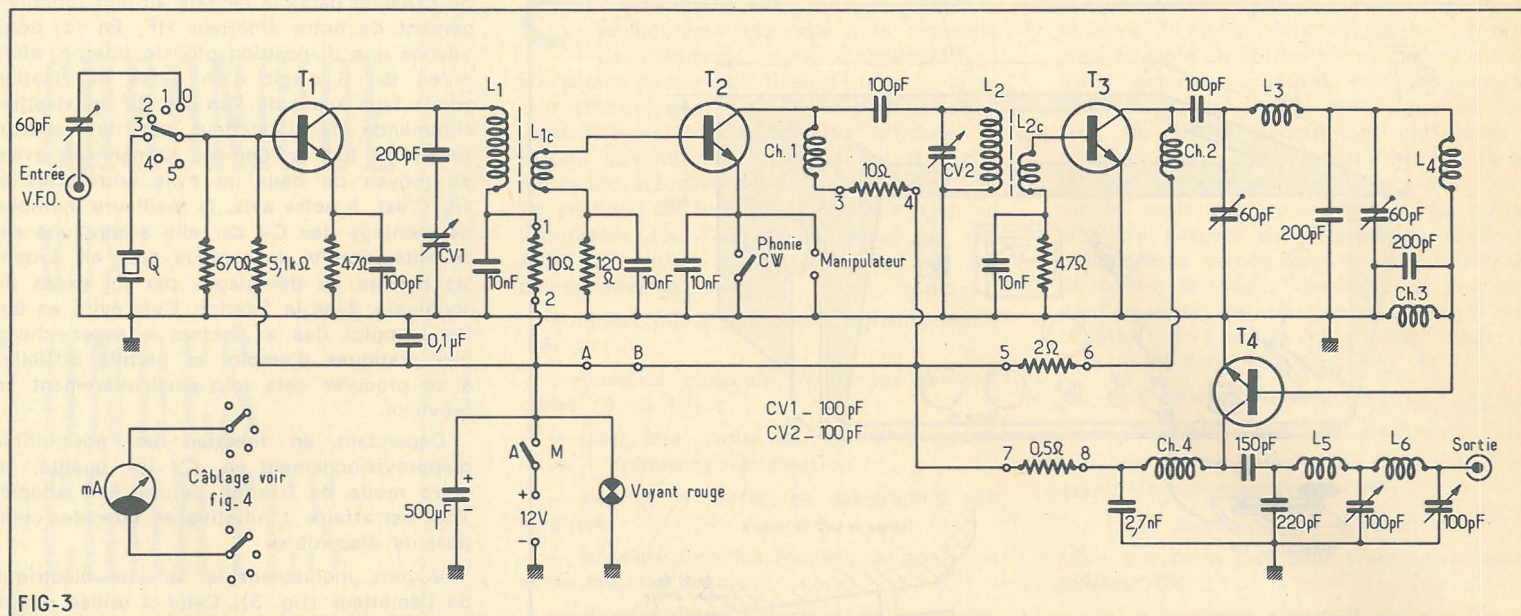 60pF
Entrée
V.F.O.
2 1 0
3
4 5
T1
Q
670Ω
5,1kΩ
47Ω
100pF
200pF
CV1
L1
L1c
10nF
1
10Ω
2
120
Ω
10nF
0,1µF
A B
T2
10nF
Phonie
CW
Ch.1
100pF
10Ω
3 4
Manipulateur
CV2
L2
L2c
10nF
47Ω
T3
100pF
Ch.2
L3
60pF
200pF
60pF
L4
200pF
Ch.3
T4
5 2Ω 6
CV1_ 100pF
CV2_ 100pF
7 0,5Ω 8
Ch.4
150pF
L5
L6
Sortie
2,7nF
220pF
100pF
100pF
mA
Câblage voir
fig-4
500µF
+
-
A M
+
12V
-
Voyant rouge
FIG-3